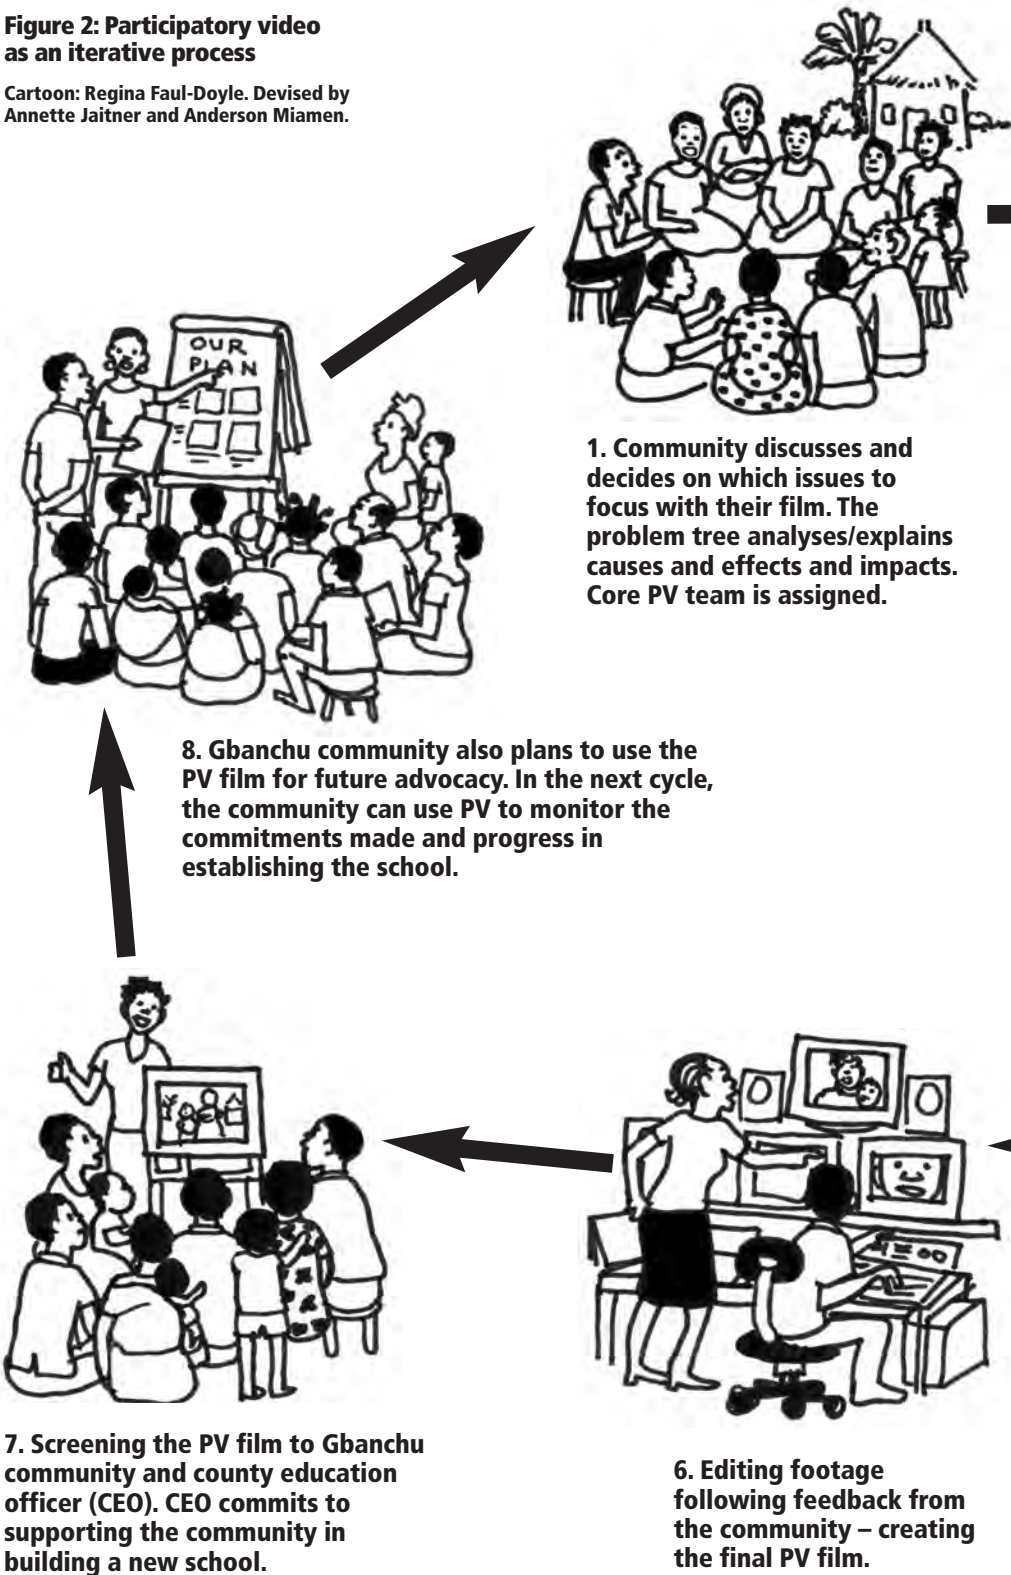 Figure 2: Participatory video
as an iterative process
Cartoon: Regina Faul-Doyle. Devised by
Annette Jaitner and Anderson Miamen.
OUR
PLAN
1. Community discusses and
decides on which issues to
focus with their film. The
problem tree analyses/explains
causes and effects and impacts.
Core PV team is assigned.
8. Gbanchu community also plans to use the
PV film for future advocacy. In the next cycle,
the community can use PV to monitor the
commitments made and progress in
establishing the school.
7. Screening the PV film to Gbanchu
community and county education
officer (CEO). CEO commits to
supporting the community in
building a new school.
6. Editing footage
following feedback from
the community – creating
the final PV film.